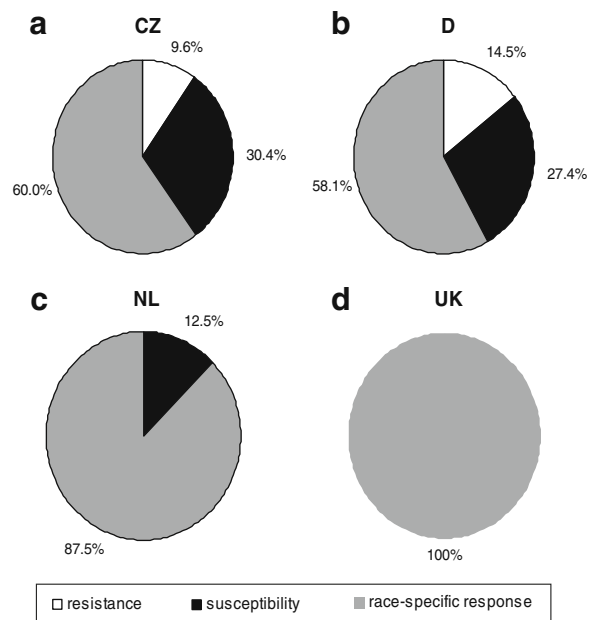 a CZ
9.6%
30.4%
60.0%
b D
14.5%
27.4%
58.1%
c NL
12.5%
87.5%
d UK
100%
resistance susceptibility race-specific response